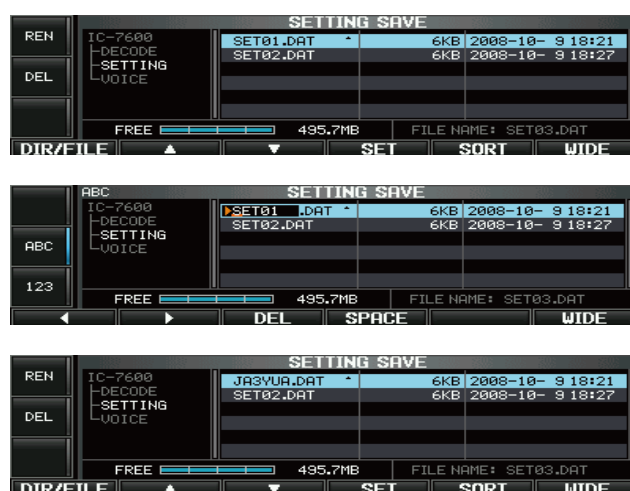 SETTING SAVE
REN
IC-7600
DECODE
SETTING
VOICE
SET01.DAT 6KB 2008-10- 9 18:21
SET02.DAT 6KB 2008-10- 9 18:27
DEL
FREE 495.7MB FILE NAME: SET03.DAT
DIR/FILE ▲ ▼ SET SORT WIDE
ABC SETTING SAVE
IC-7600
DECODE
SETTING
VOICE
SET01 .DAT 6KB 2008-10- 9 18:21
SET02.DAT 6KB 2008-10- 9 18:27
ABC
123
FREE 495.7MB FILE NAME: SET03.DAT
◀ ▶ DEL SPACE WIDE
SETTING SAVE
REN
IC-7600
DECODE
SETTING
VOICE
JA3YUA.DAT 6KB 2008-10- 9 18:21
SET02.DAT 6KB 2008-10- 9 18:27
DEL
FREE 495.7MB FILE NAME: SET03.DAT
DIR/FILE ▲ ▼ SET SORT WIDE